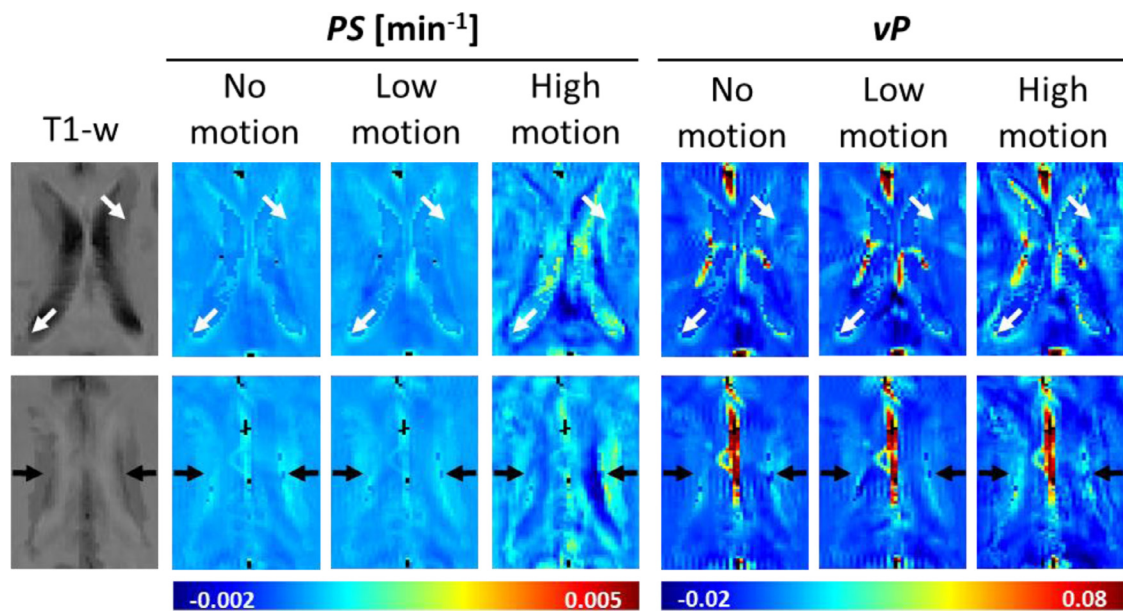 PS [min⁻¹] vP
No Low High No Low High
T1-w motion motion motion motion motion motion
-0.002 0.005 -0.02 0.08